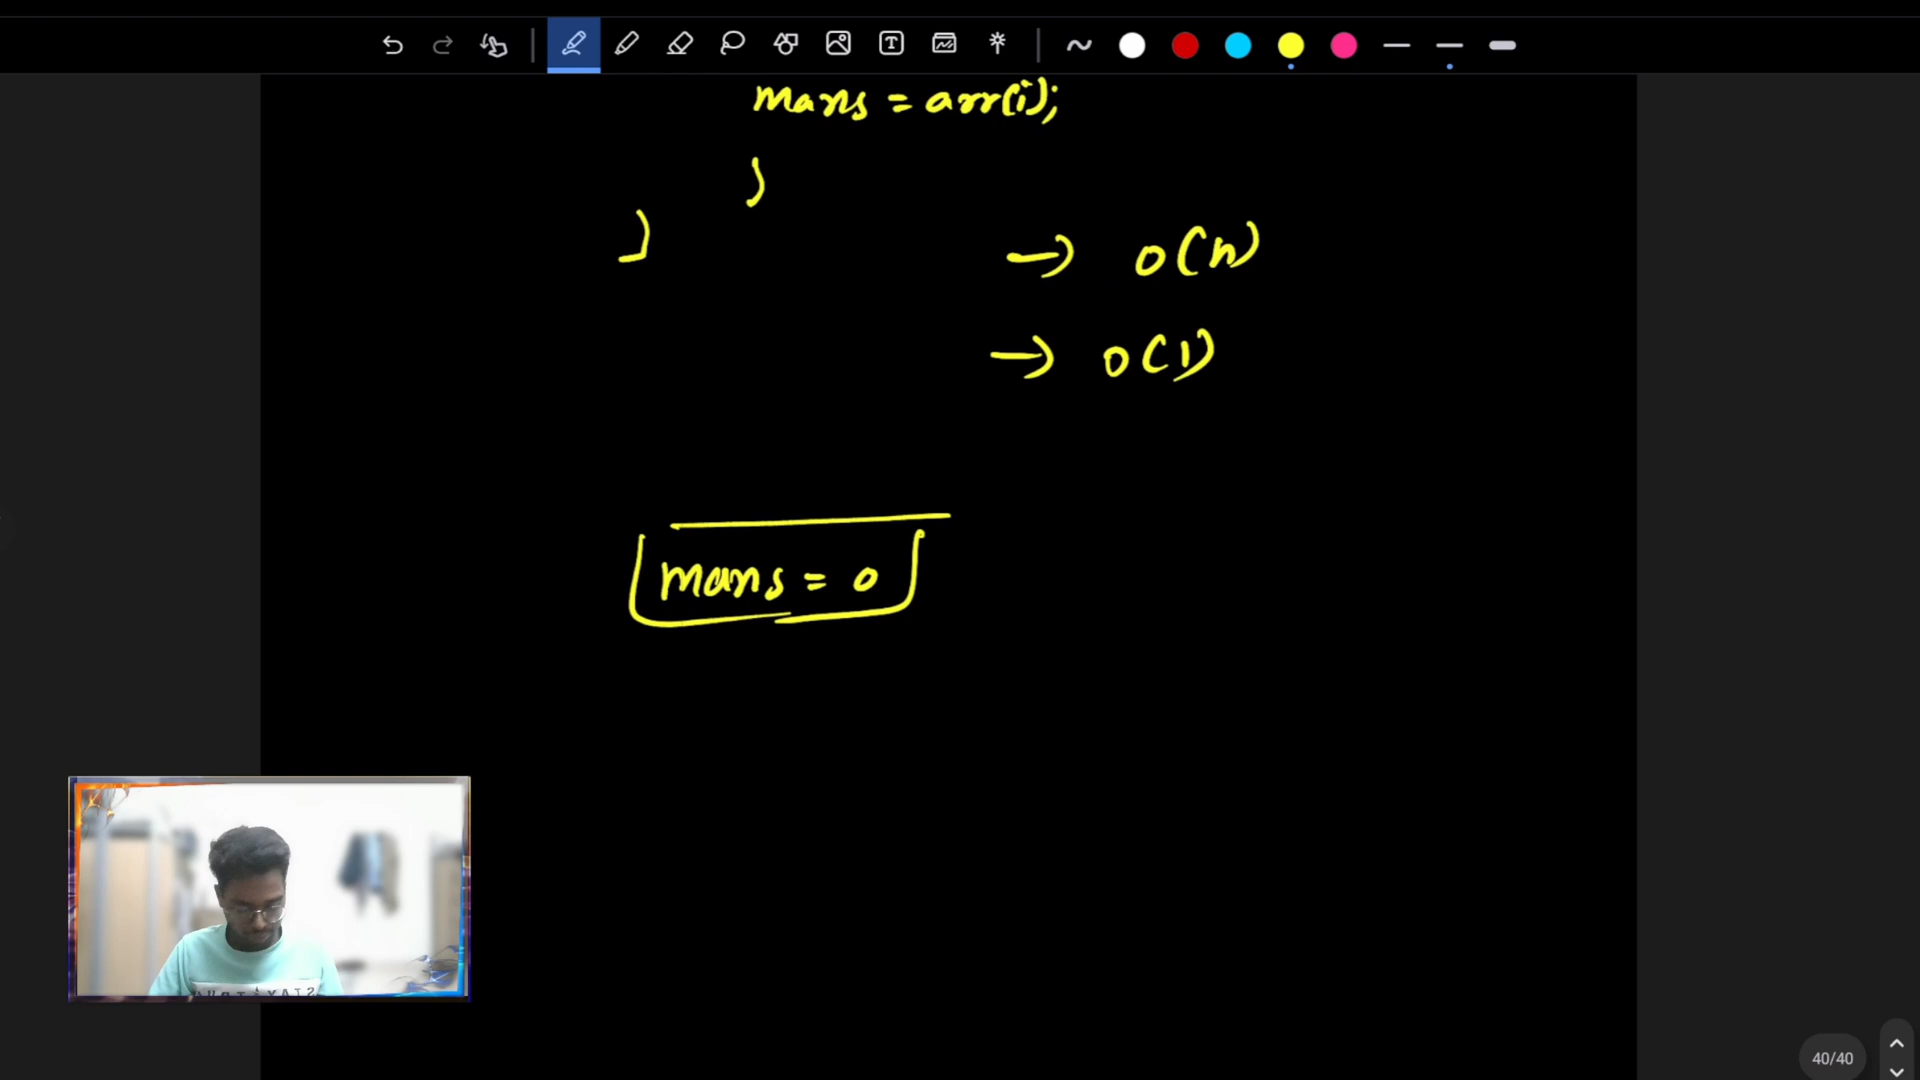 mans = arr(i);
}
}
→ O(n)
→ O(1)
mans = 0
40/40